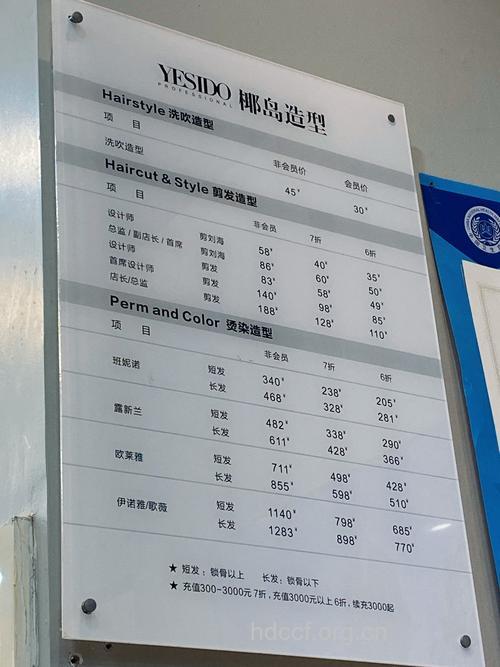 YESIDO 椰岛造型
PROFESSIONAL
Hairstyle 洗吹造型
项 目 非会员价 会员价
洗吹造型 45¥ 30¥
Haircut & Style 剪发造型
项 目 非会员 7折 6折
设计师 剪刘海 58¥ 40¥ 35¥
总监 / 副店长 / 首席 剪刘海 86¥ 60¥ 50¥
设计师 剪发 83¥ 58¥ 49¥
首席设计师 剪发 140¥ 98¥ 85¥
店长/总监 剪发 188¥ 128¥ 110¥
Perm and Color 烫染造型
项 目 非会员 7折 6折
班妮诺 短发 340¥ 238¥ 205¥
长发 468¥ 328¥ 281¥
露新兰 短发 482¥ 338¥ 290¥
长发 611¥ 428¥ 366¥
欧莱雅 短发 711¥ 498¥ 428¥
长发 855¥ 598¥ 510¥
伊诺雅/歌薇 短发 1140¥ 798¥ 685¥
长发 1283¥ 898¥ 770¥
★ 短发：锁骨以上 长发：锁骨以下
★ 充值300-3000元 7折，充值3000元以上 6折，续充3000起
hdccf.org.cn